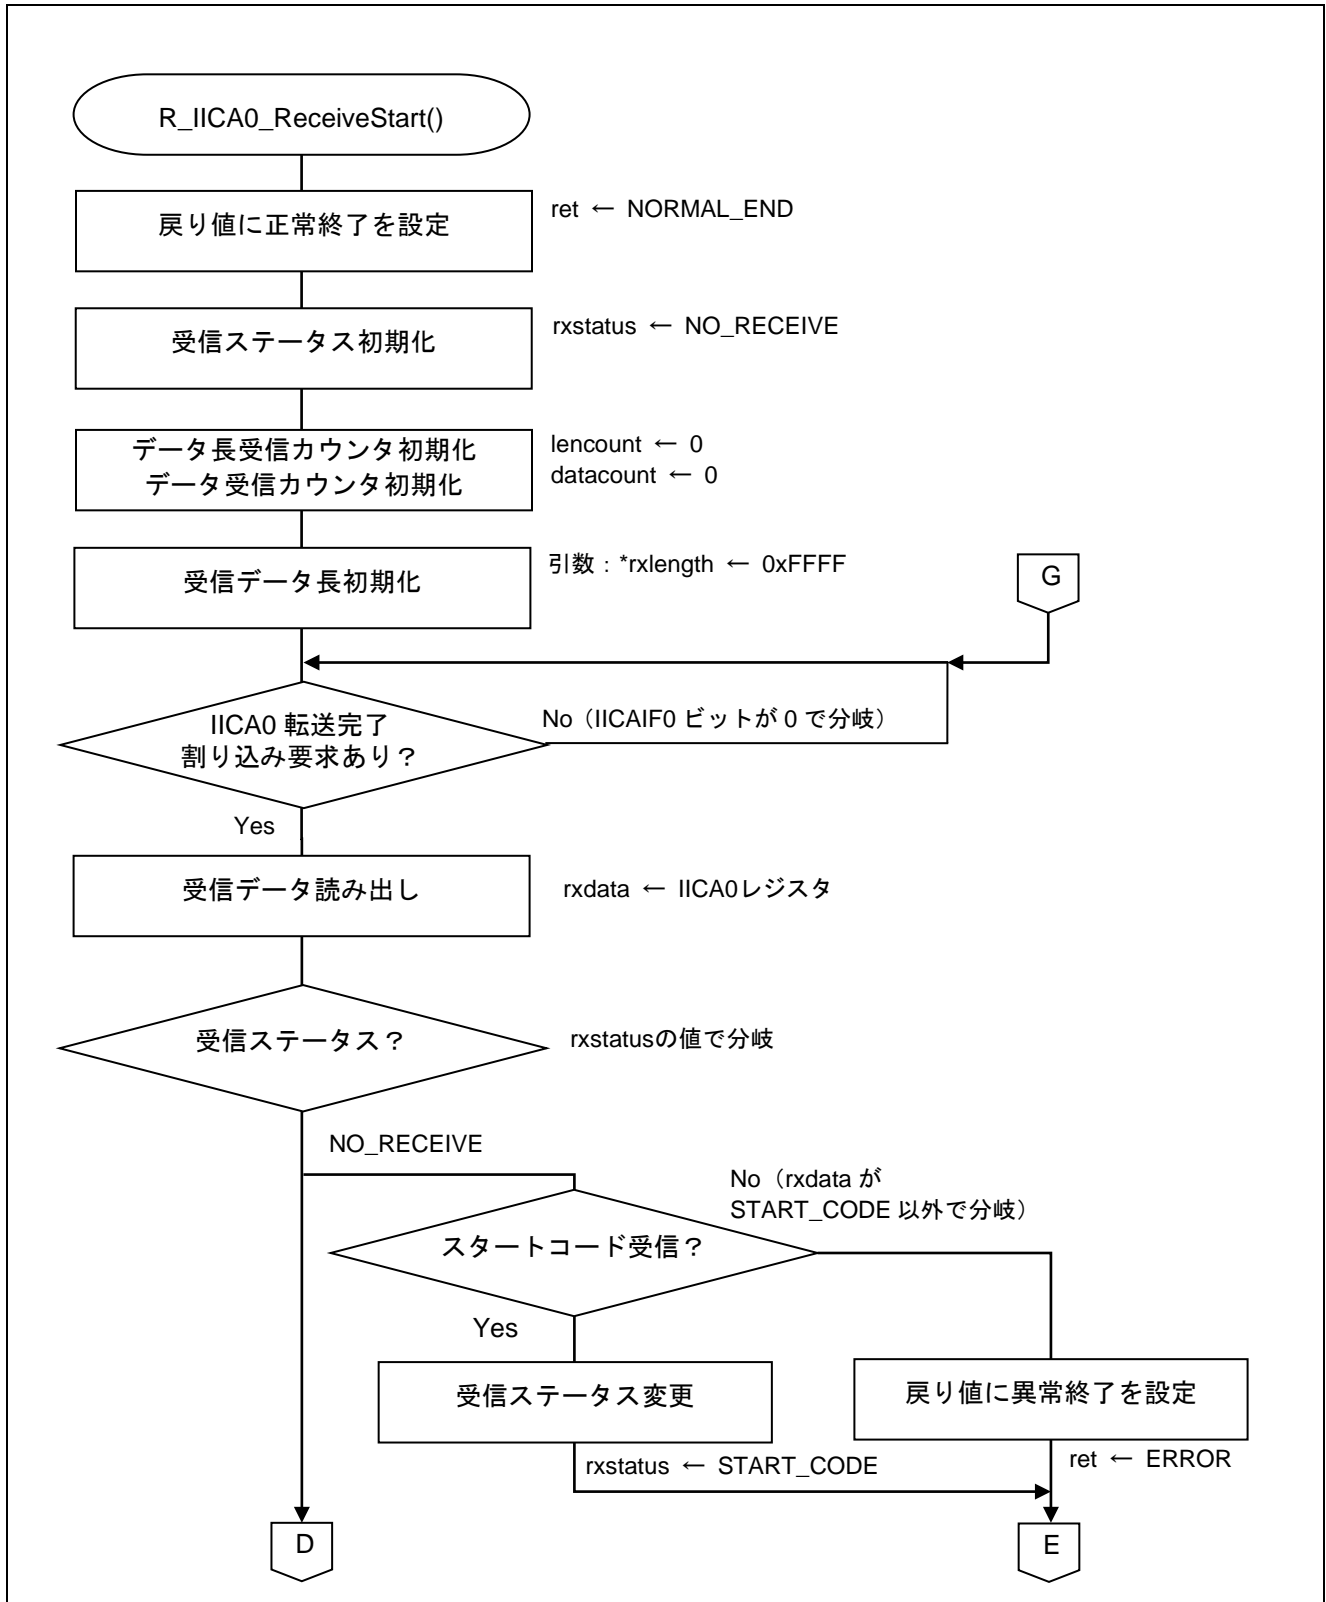 R_IICA0_ReceiveStart()
戻り値に正常終了を設定
ret ← NORMAL_END
受信ステータス初期化
rxstatus ← NO_RECEIVE
データ長受信カウンタ初期化
データ受信カウンタ初期化
lencount ← 0
datacount ← 0
受信データ長初期化
引数：*rxlength ← 0xFFFF
G
IICA0 転送完了
割り込み要求あり？
No（IICAIF0 ビットが 0 で分岐）
Yes
受信データ読み出し
rxdata ← IICA0レジスタ
受信ステータス？
rxstatusの値で分岐
NO_RECEIVE
No（rxdata が
START_CODE 以外で分岐）
スタートコード受信？
Yes
受信ステータス変更
戻り値に異常終了を設定
rxstatus ← START_CODE
ret ← ERROR
D
E